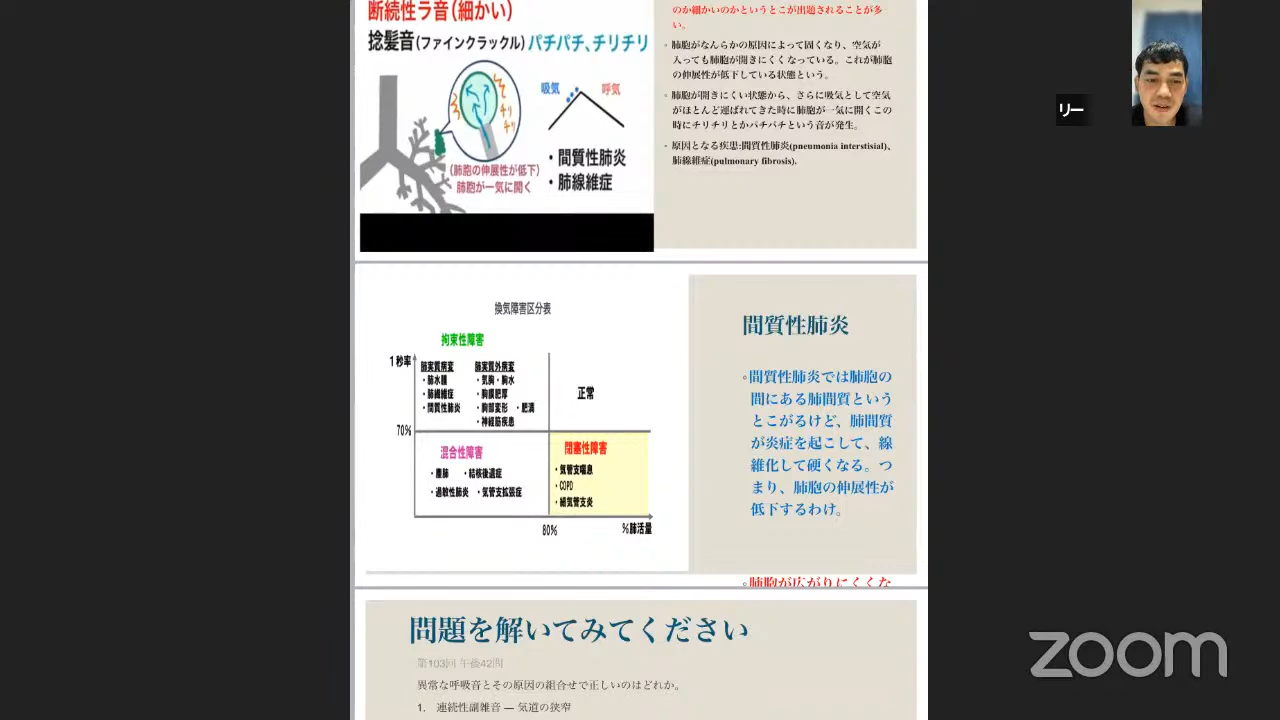 断続性ラ音(細かい)
捻髪音(ファインクラックル)パチパチ、チリチリ
吸気
呼気
チリ
チリ
(肺胞の伸展性が低下)
肺胞が一気に開く
・間質性肺炎
・肺線維症
のか細かいのかというとこが出題されることが多
い。
◦ 肺胞がなんらかの原因によって固くなり、空気が
入っても肺胞が開きにくくなっている。これが肺胞
の伸展性が低下している状態という。
◦ 肺胞が開きにくい状態から、さらに吸気として空気
がほとんど運ばれてきた時に肺胞が一気に開くこの
時にチリチリとかパチパチという音が発生。
◦ 原因となる疾患:間質性肺炎(pneumonia interstisial)、
肺線維症(pulmonary fibrosis).
リー
換気障害区分表
拘束性障害
1秒率
肺実質病変
・肺水腫
・肺繊維症
・間質性肺炎
肺実質外病変
・気胸・胸水
・胸膜肥厚
・胸郭変形 ・肥満
・神経筋疾患
正常
70%
混合性障害
・塵肺 ・結核後遺症
・過敏性肺炎 ・気管支拡張症
閉塞性障害
・気管支喘息
・COPD
・細気管支炎
80%
%肺活量
間質性肺炎
◦間質性肺炎では肺胞の
間にある肺間質という
とこがるけど、肺間質
が炎症を起こして、線
維化して硬くなる。つ
まり、肺胞の伸展性が
低下するわけ。
◦肺胞が広がりにくくな
問題を解いてみてください
第103回 午後42問
異常な呼吸音とその原因の組合せで正しいのはどれか。
1. 連続性副雑音 — 気道の狭窄
zoom